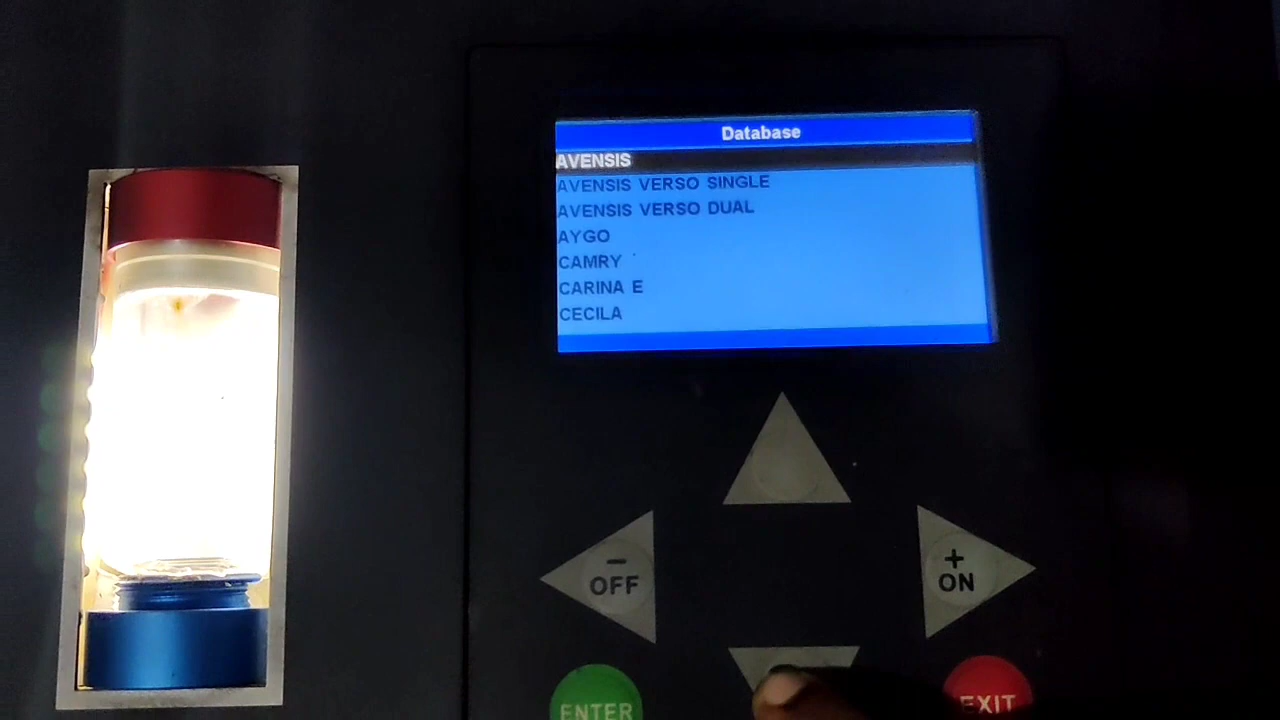 Database
AVENSIS
AVENSIS VERSO SINGLE
AVENSIS VERSO DUAL
AYGO
CAMRY
CARINA E
CECILA
− OFF
+ ON
ENTER
EXIT